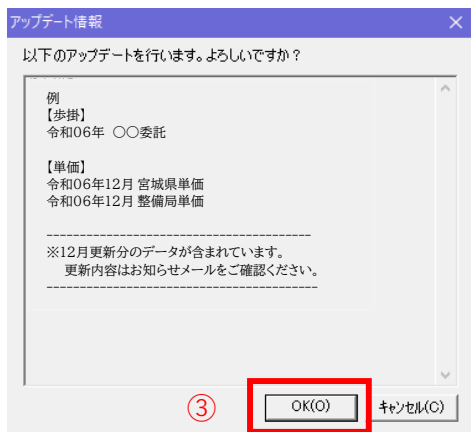 アップデート情報
以下のアップデートを行います。よろしいですか？
例
【歩掛】
令和06年 ○○委託
【単価】
令和06年12月 宮城県単価
令和06年12月 整備局単価
----------------------------------------
※12月更新分のデータが含まれています。
更新内容はお知らせメールをご確認ください。
-----------------------------------------
③ OK(O) キャンセル(C)